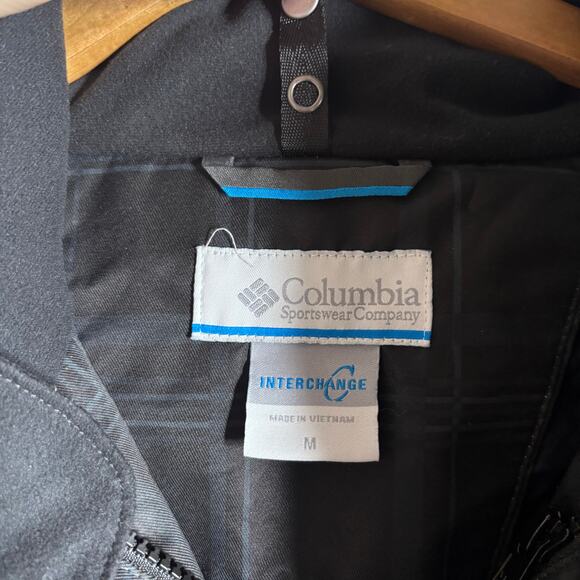 Columbia
Sportswear Company
INTERCHANGE
MADE IN VIETNAM
M